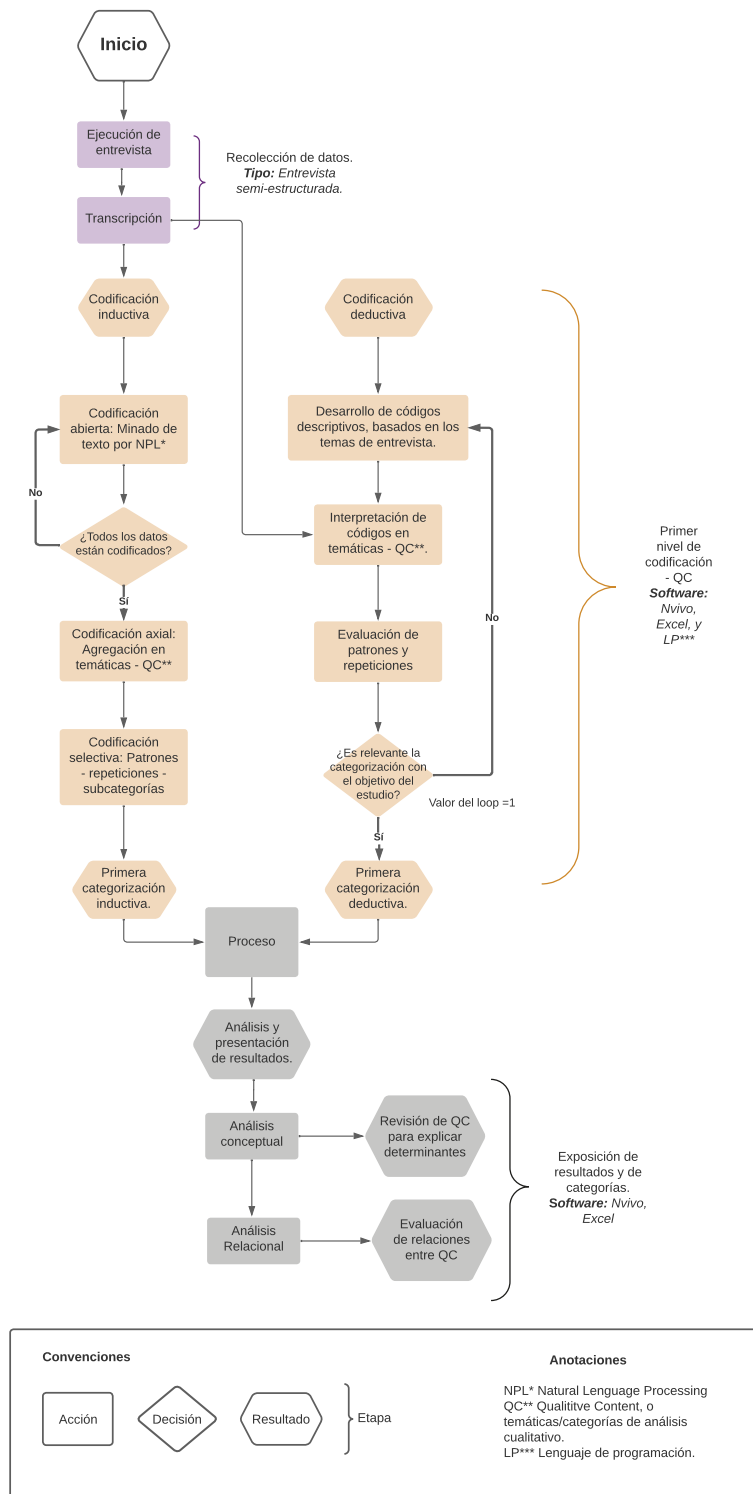 Inicio
Ejecución de
entrevista
Recolección de datos.
Tipo: Entrevista
semi-estructurada.
Transcripción
Codificación
inductiva
Codificación
deductiva
Codificación
abierta: Minado de
texto por NPL*
Desarrollo de códigos
descriptivos, basados en los
temas de entrevista.
No
¿Todos los datos
están codificados?
Interpretación de
códigos en
temáticas - QC**.
Primer
nivel de
codificación
- QC
Software:
Nvivo,
Excel, y
LP***
Sí
No
Codificación axial:
Agregación en
temáticas - QC**
Evaluación de
patrones y
repeticiones
Codificación
selectiva: Patrones
- repeticiones -
subcategorías
¿Es relevante la
categorización con
el objetivo del
estudio?
Valor del loop =1
Sí
Primera
categorización
inductiva.
Primera
categorización
deductiva.
Proceso
Análisis y
presentación
de resultados.
Análisis
conceptual
Revisión de QC
para explicar
determinantes
Exposición de
resultados y de
categorías.
Software: Nvivo,
Excel
Análisis
Relacional
Evaluación
de relaciones
entre QC
Convenciones
Acción
Decisión
Resultado
Etapa
Anotaciones
NPL* Natural Lenguage Processing
QC** Qualititve Content, o
temáticas/categorías de análisis
cualitativo.
LP*** Lenguaje de programación.